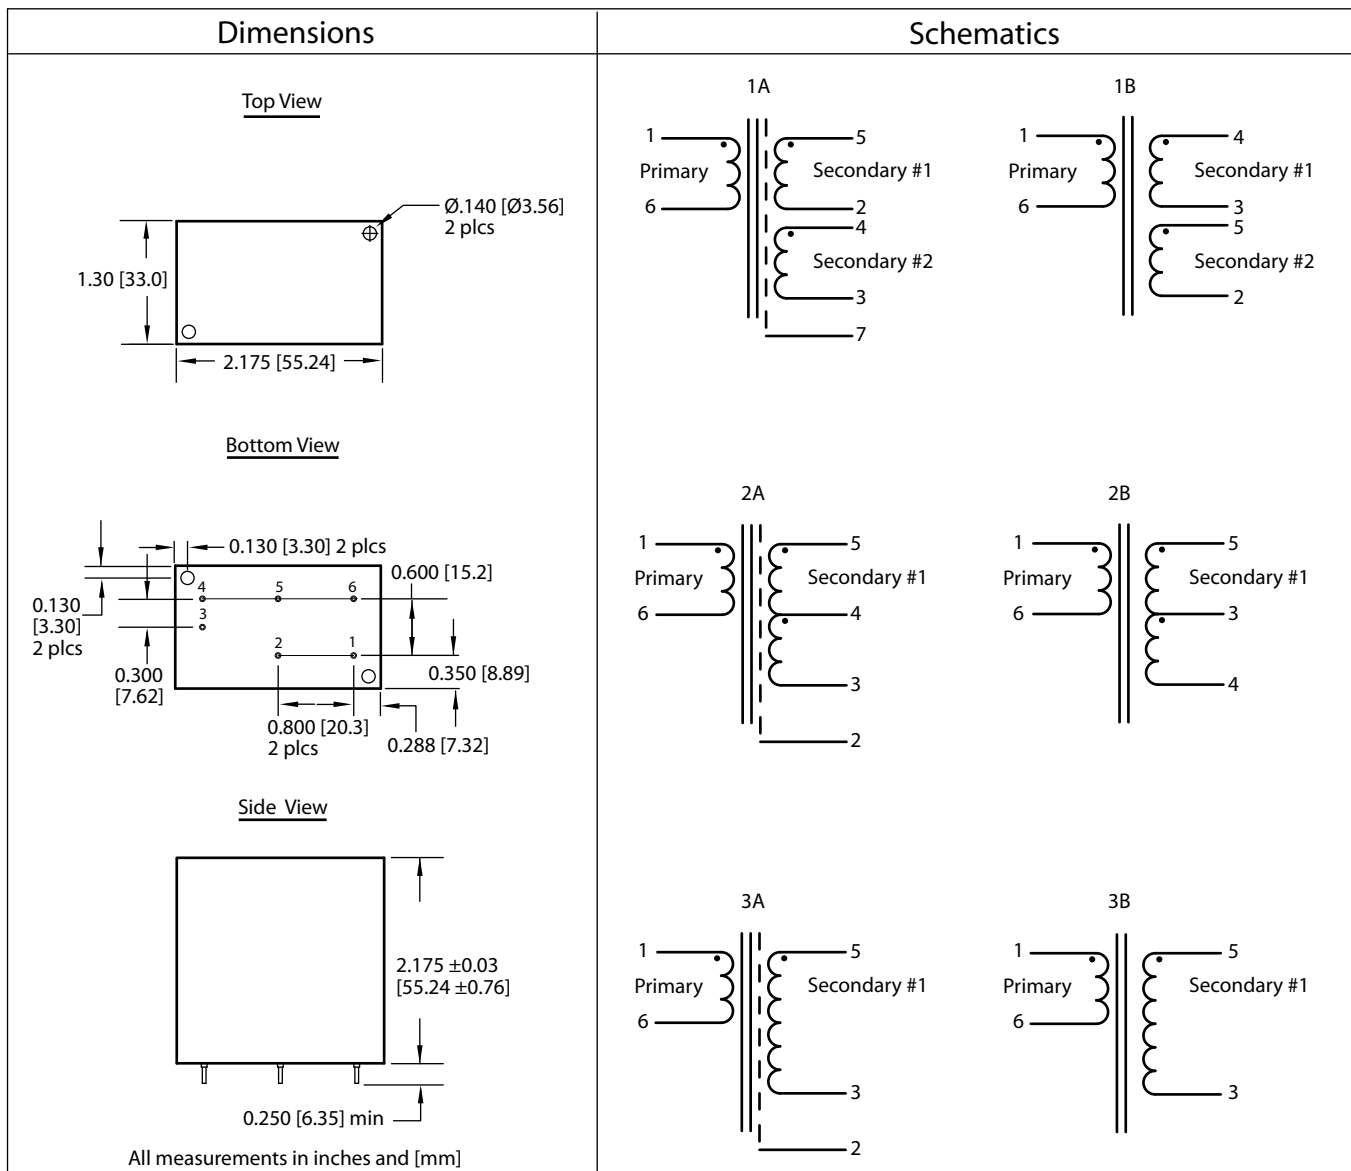 Dimensions
Schematics
Top View
Ø.140 [Ø3.56]
2 plcs
1.30 [33.0]
2.175 [55.24]
Bottom View
0.130 [3.30] 2 plcs
0.600 [15.2]
4
5
6
3
2
1
0.130
[3.30]
2 plcs
0.300
[7.62]
0.350 [8.89]
0.800 [20.3]
2 plcs
0.288 [7.32]
Side View
2.175 ±0.03
[55.24 ±0.76]
0.250 [6.35] min
All measurements in inches and [mm]
1A
1
5
Primary
Secondary #1
6
2
4
Secondary #2
3
7
1B
1
4
Primary
Secondary #1
6
3
5
Secondary #2
2
2A
1
5
Primary
Secondary #1
6
4
3
2
2B
1
5
Primary
Secondary #1
6
3
4
3A
1
5
Primary
Secondary #1
6
3
2
3B
1
5
Primary
Secondary #1
6
3